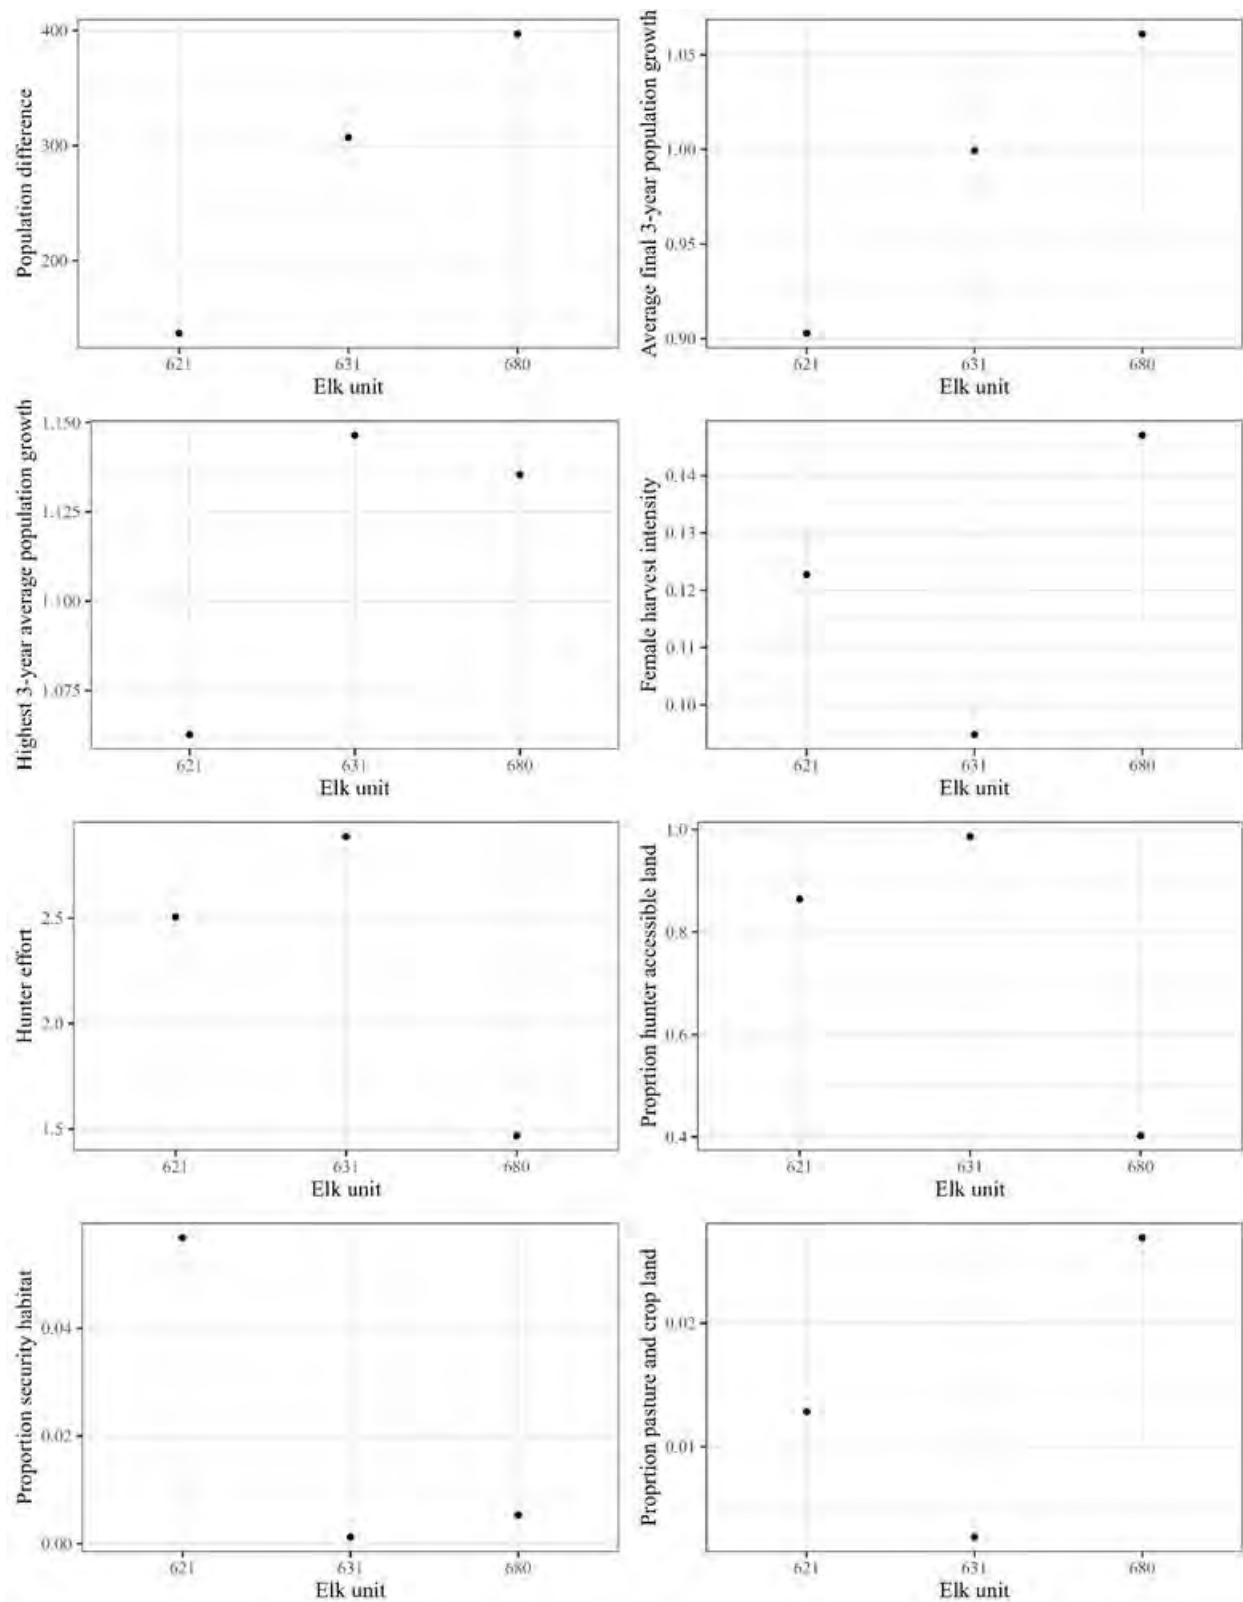 Population difference
400
300
200
621 631 680
Elk unit
Average final 3-year population growth
1.05
1.00
0.95
0.90
621 631 680
Elk unit
Highest 3-year average population growth
1.150
1.125
1.100
1.075
621 631 680
Elk unit
Female harvest intensity
0.14
0.13
0.12
0.11
0.10
621 631 680
Elk unit
Hunter effort
2.5
2.0
1.5
621 631 680
Elk unit
Proprtion hunter accessible land
1.0
0.8
0.6
0.4
621 631 680
Elk unit
Proportion security habitat
0.04
0.02
0.00
621 631 680
Elk unit
Proprtion pasture and crop land
0.02
0.01
621 631 680
Elk unit